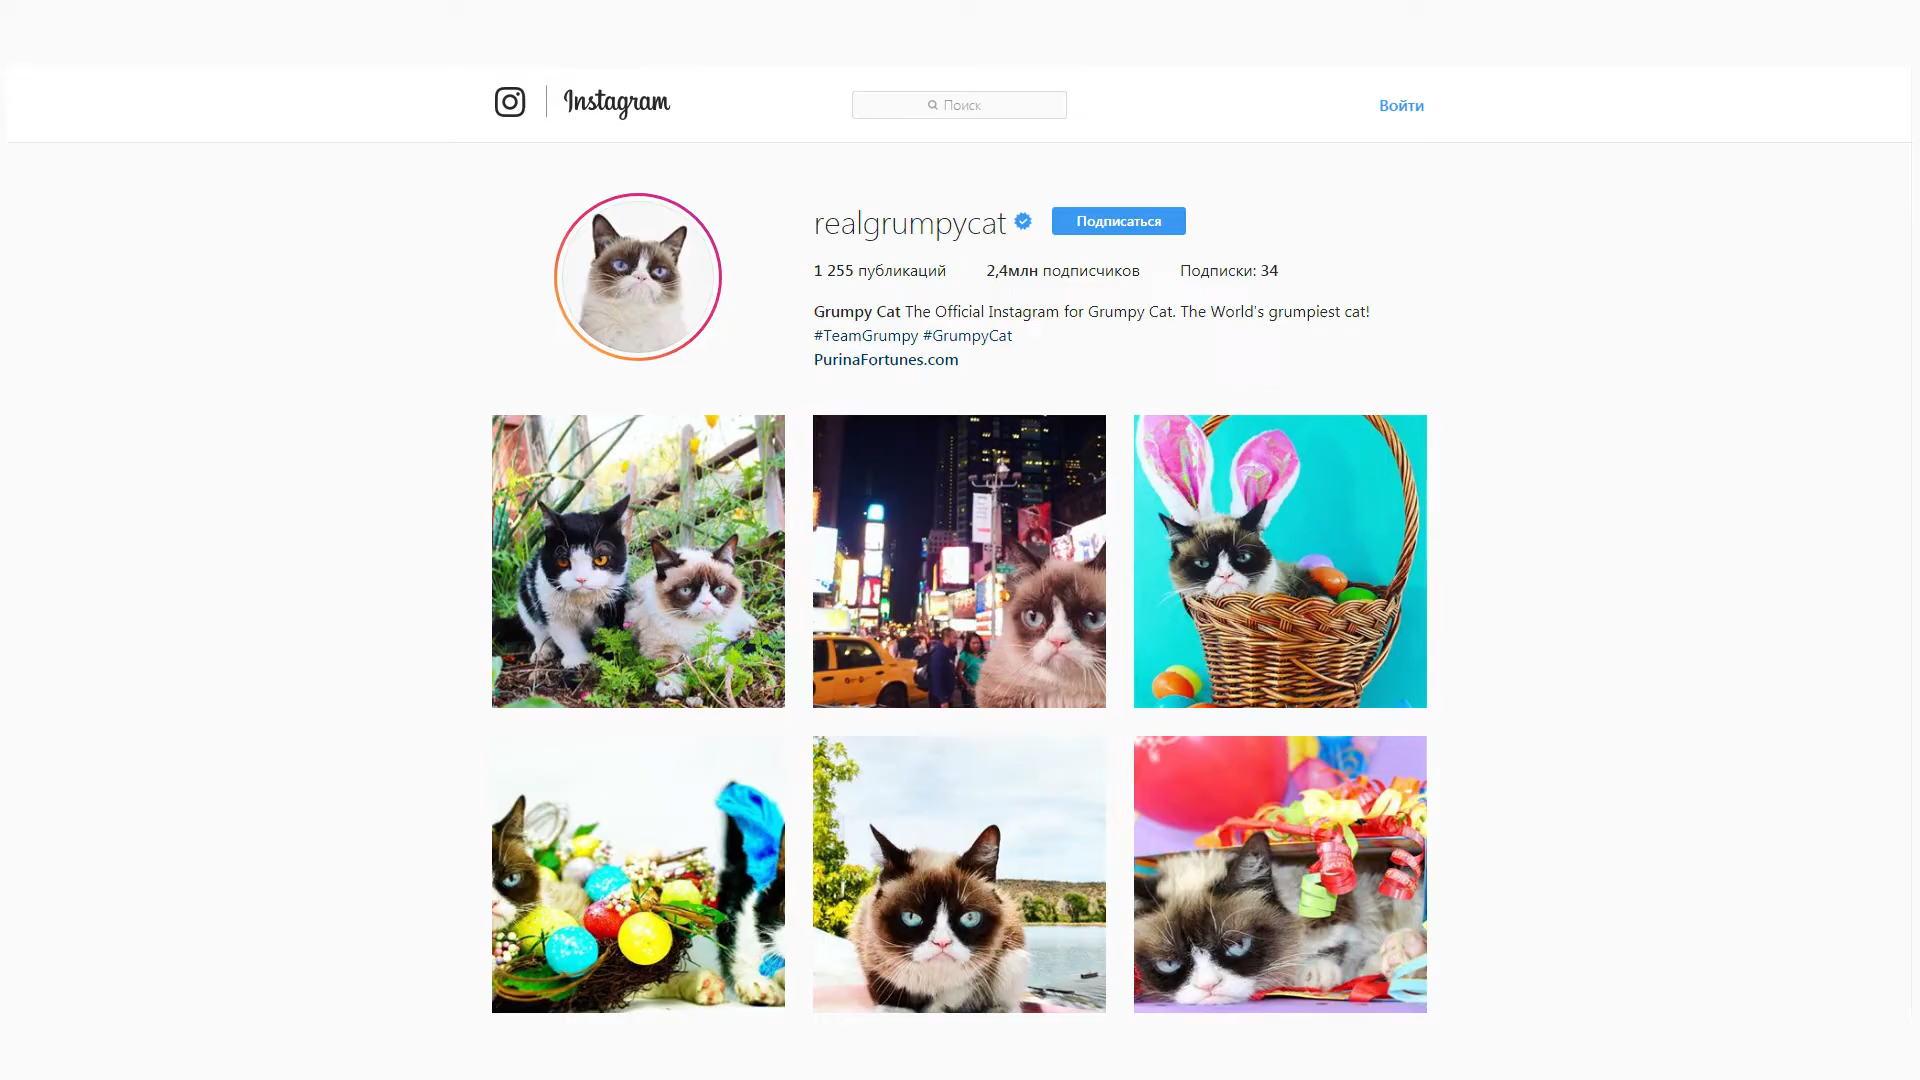 Instagram
Поиск
Войти
realgrumpycat
Подписаться
1 255 публикаций 2,4млн подписчиков Подписки: 34
Grumpy Cat The Official Instagram for Grumpy Cat. The World's grumpiest cat!
#TeamGrumpy #GrumpyCat
PurinaFortunes.com